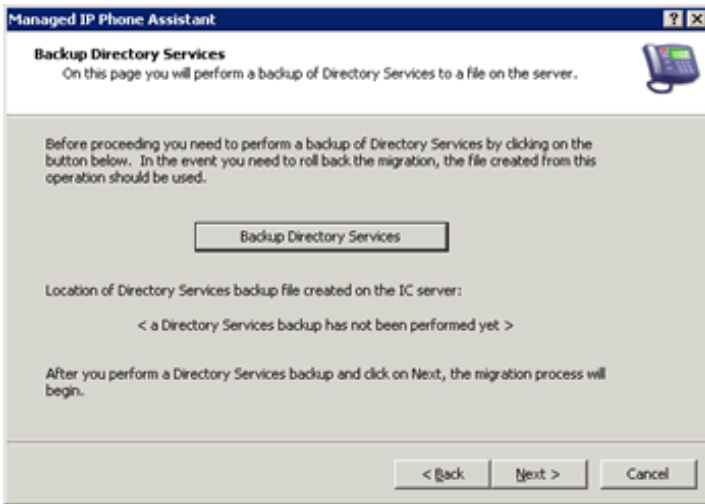 Managed IP Phone Assistant
Backup Directory Services
On this page you will perform a backup of Directory Services to a file on the server.
Before proceeding you need to perform a backup of Directory Services by clicking on the
button below. In the event you need to roll back the migration, the file created from this
operation should be used.
Backup Directory Services
Location of Directory Services backup file created on the IC server:
< a Directory Services backup has not been performed yet >
After you perform a Directory Services backup and click on Next, the migration process will
begin.
< Back Next > Cancel